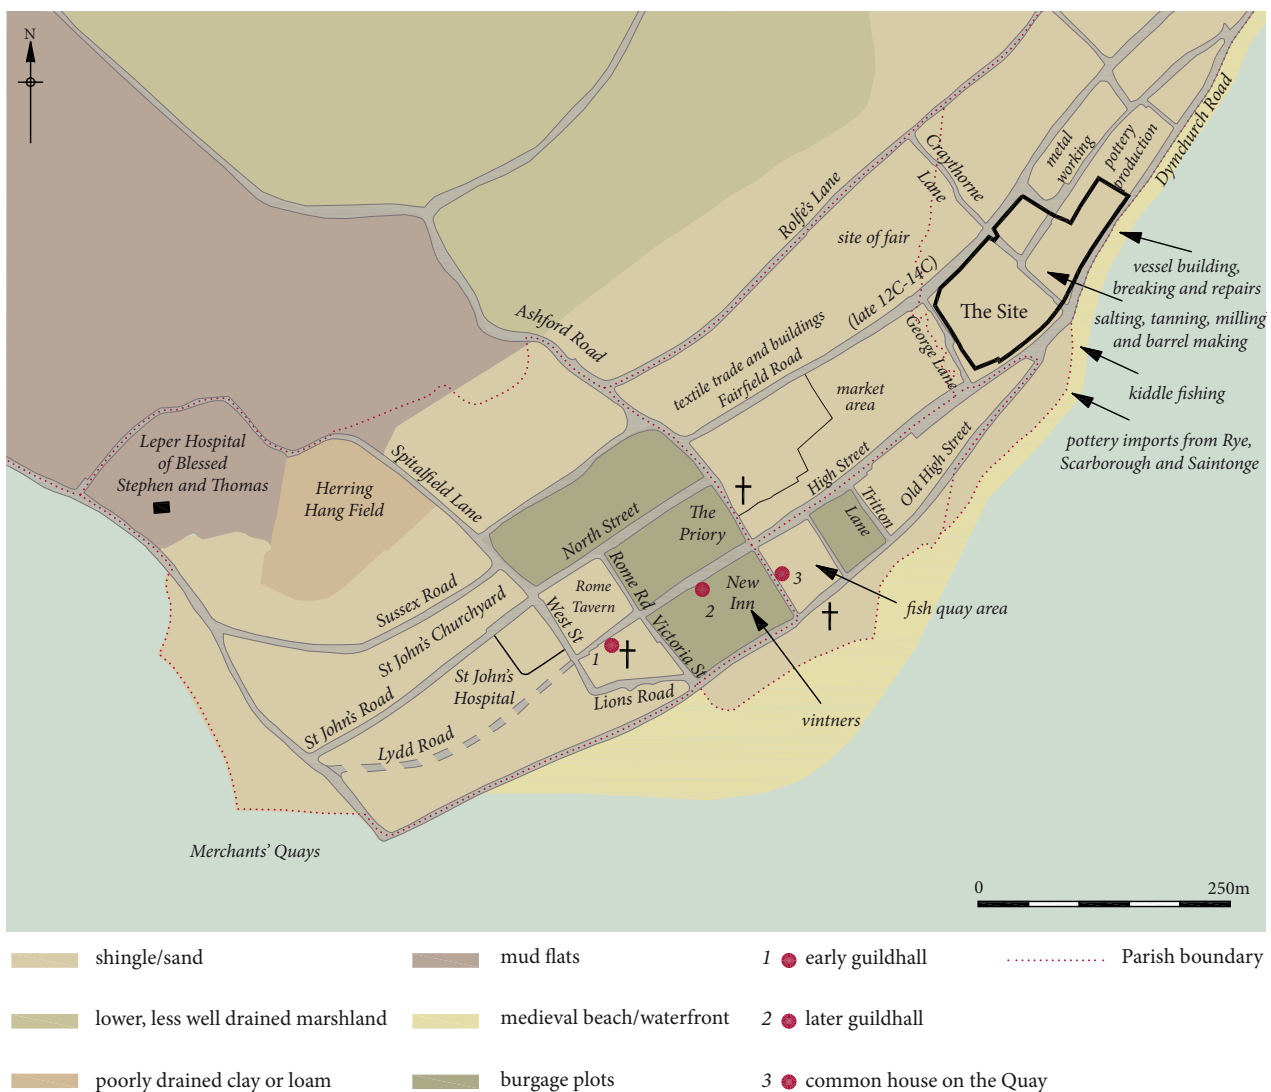 N
metal
working
pottery
production
Dymchurch Road
Craythorne
Lane
Rolfe's Lane
site of fair
vessel building,
breaking and repairs
The Site
salting, tanning, milling
and barrel making
(late 12C-14C)
George Lane
Ashford Road
textile trade and buildings
Fairfield Road
market
area
kiddle fishing
pottery imports from Rye,
Scarborough and Saintonge
Leper Hospital
of Blessed
Stephen and Thomas
Herring
Hang Field
Spitalfield Lane
High Street
Old High Street
Tritton
Lane
North Street
The
Priory
Rome Rd
Rome
Tavern
New
Inn
3
2
1
fish quay area
Sussex Road
St John's Churchyard
West St
Victoria St
St John's
Hospital
Lions Road
St John's Road
Lydd Road
vintners
Merchants' Quays
0 250m
shingle/sand
mud flats
1 early guildhall
Parish boundary
lower, less well drained marshland
medieval beach/waterfront
2 later guildhall
poorly drained clay or loam
burgage plots
3 common house on the Quay